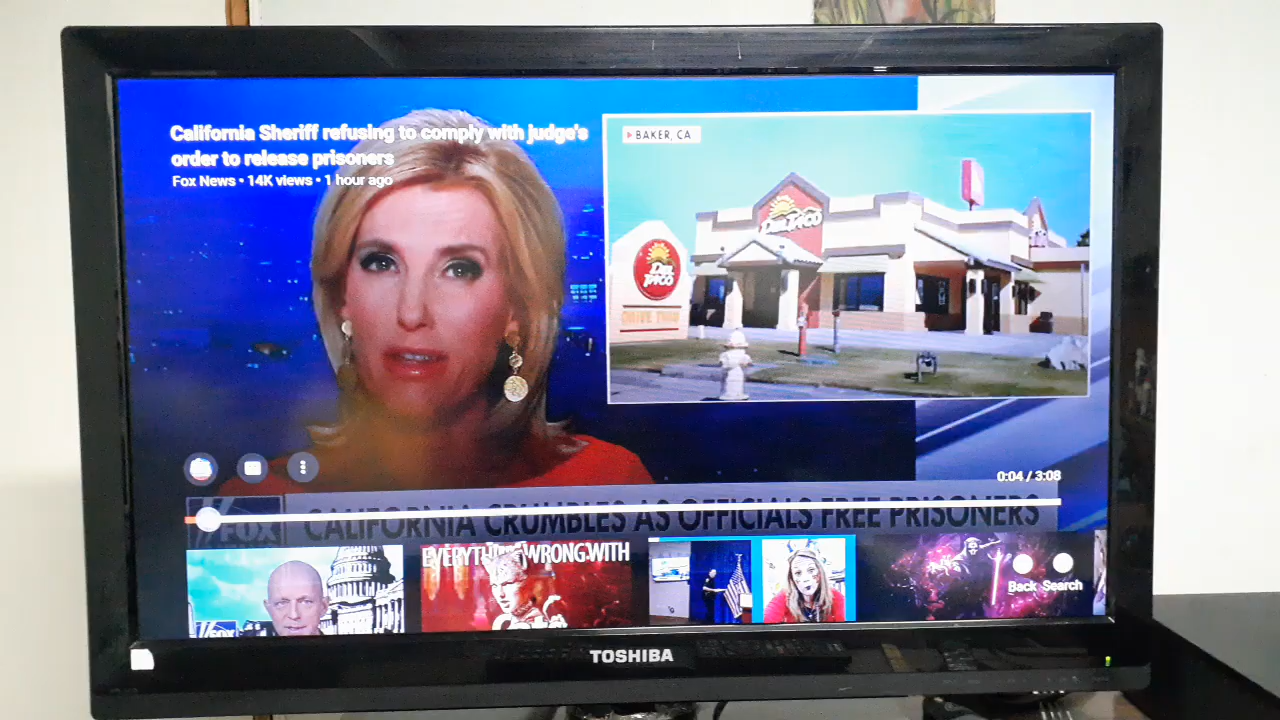 California Sheriff refusing to comply with judge's
order to release prisoners
Fox News • 14K views • 1 hour ago
BAKER, CA
DEL TACO
DEL
TACO
DRIVE THRU
0:04 / 3:08
FOX
CALIFORNIA CRUMBLES AS OFFICIALS FREE PRISONERS
EVERYTHING WRONG WITH
Back Search
FOX
TOSHIBA